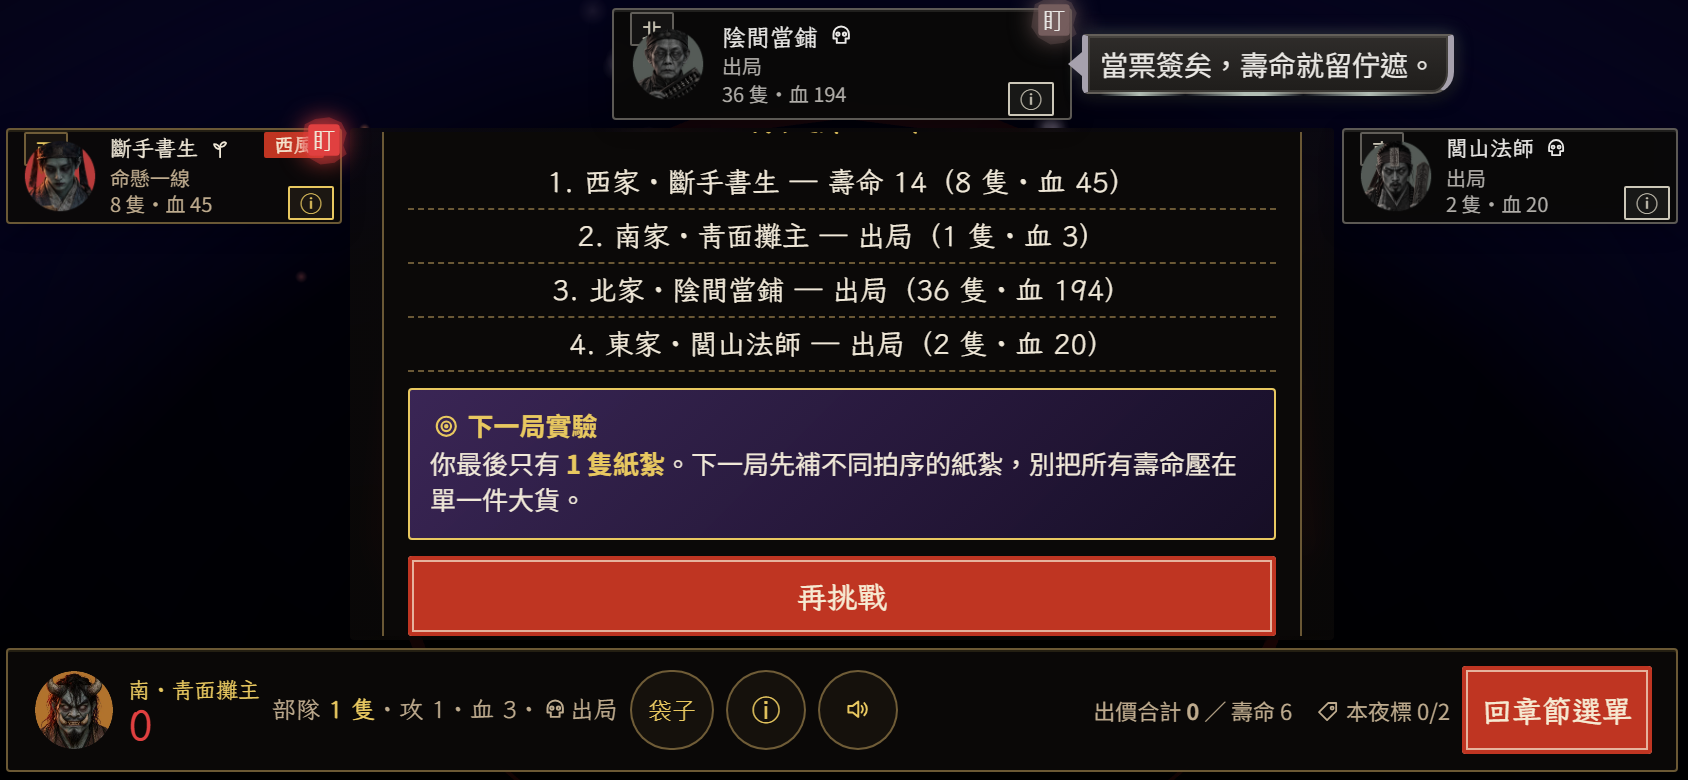 北
陰間當鋪
出局
36 隻・血 194
盯
當票簽矣，壽命就留佇遮。
斷手書生
西風
盯
命懸一線
8 隻・血 45
閭山法師
出局
2 隻・血 20
1. 西家・斷手書生 — 壽命 14（8 隻・血 45）
2. 南家・青面攤主 — 出局（1 隻・血 3）
3. 北家・陰間當鋪 — 出局（36 隻・血 194）
4. 東家・閭山法師 — 出局（2 隻・血 20）
下一局實驗
你最後只有 1 隻紙紮。下一局先補不同拍序的紙紮，別把所有壽命壓在
單一件大貨。
再挑戰
南・青面攤主
0
部隊 1 隻・攻 1・血 3・出局
袋子
出價合計 0 ／ 壽命 6
本夜標 0/2
回章節選單